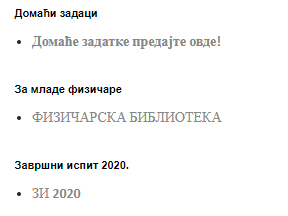 Домаћи задаци
Домаће задатке предајте овде!
За младе физичаре
ФИЗИЧАРСКА БИБЛИОТЕКА
Завршни испит 2020.
ЗИ 2020